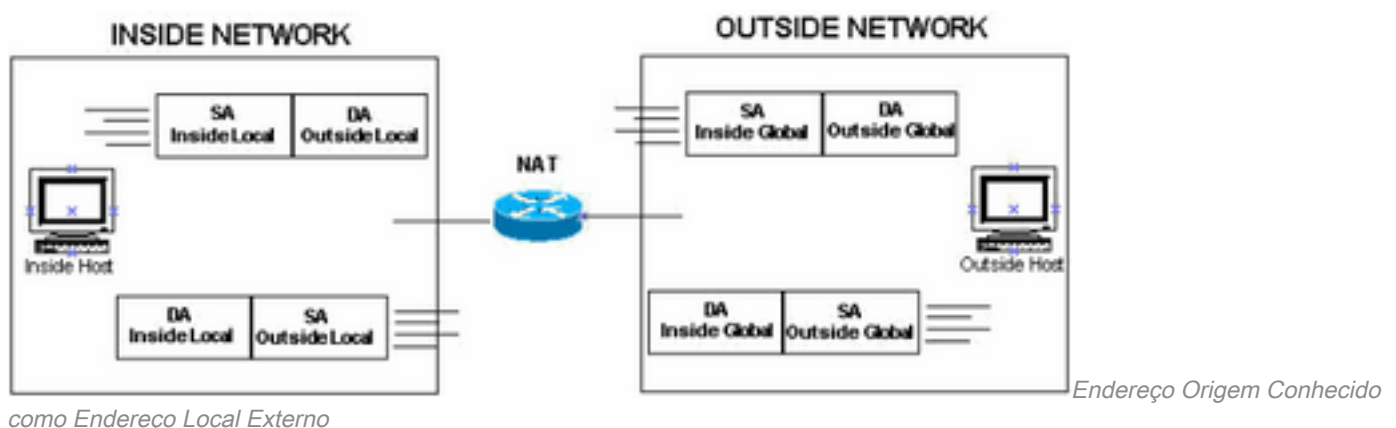 INSIDE NETWORK
OUTSIDE NETWORK
SA
Inside Local
DA
Outside Local
SA
Inside Global
DA
Outside Global
NAT
Inside Host
Outside Host
DA
Inside Local
SA
Outside Local
DA
Inside Global
SA
Outside Global
Endereço Origem Conhecido
como Endereço Local Externo